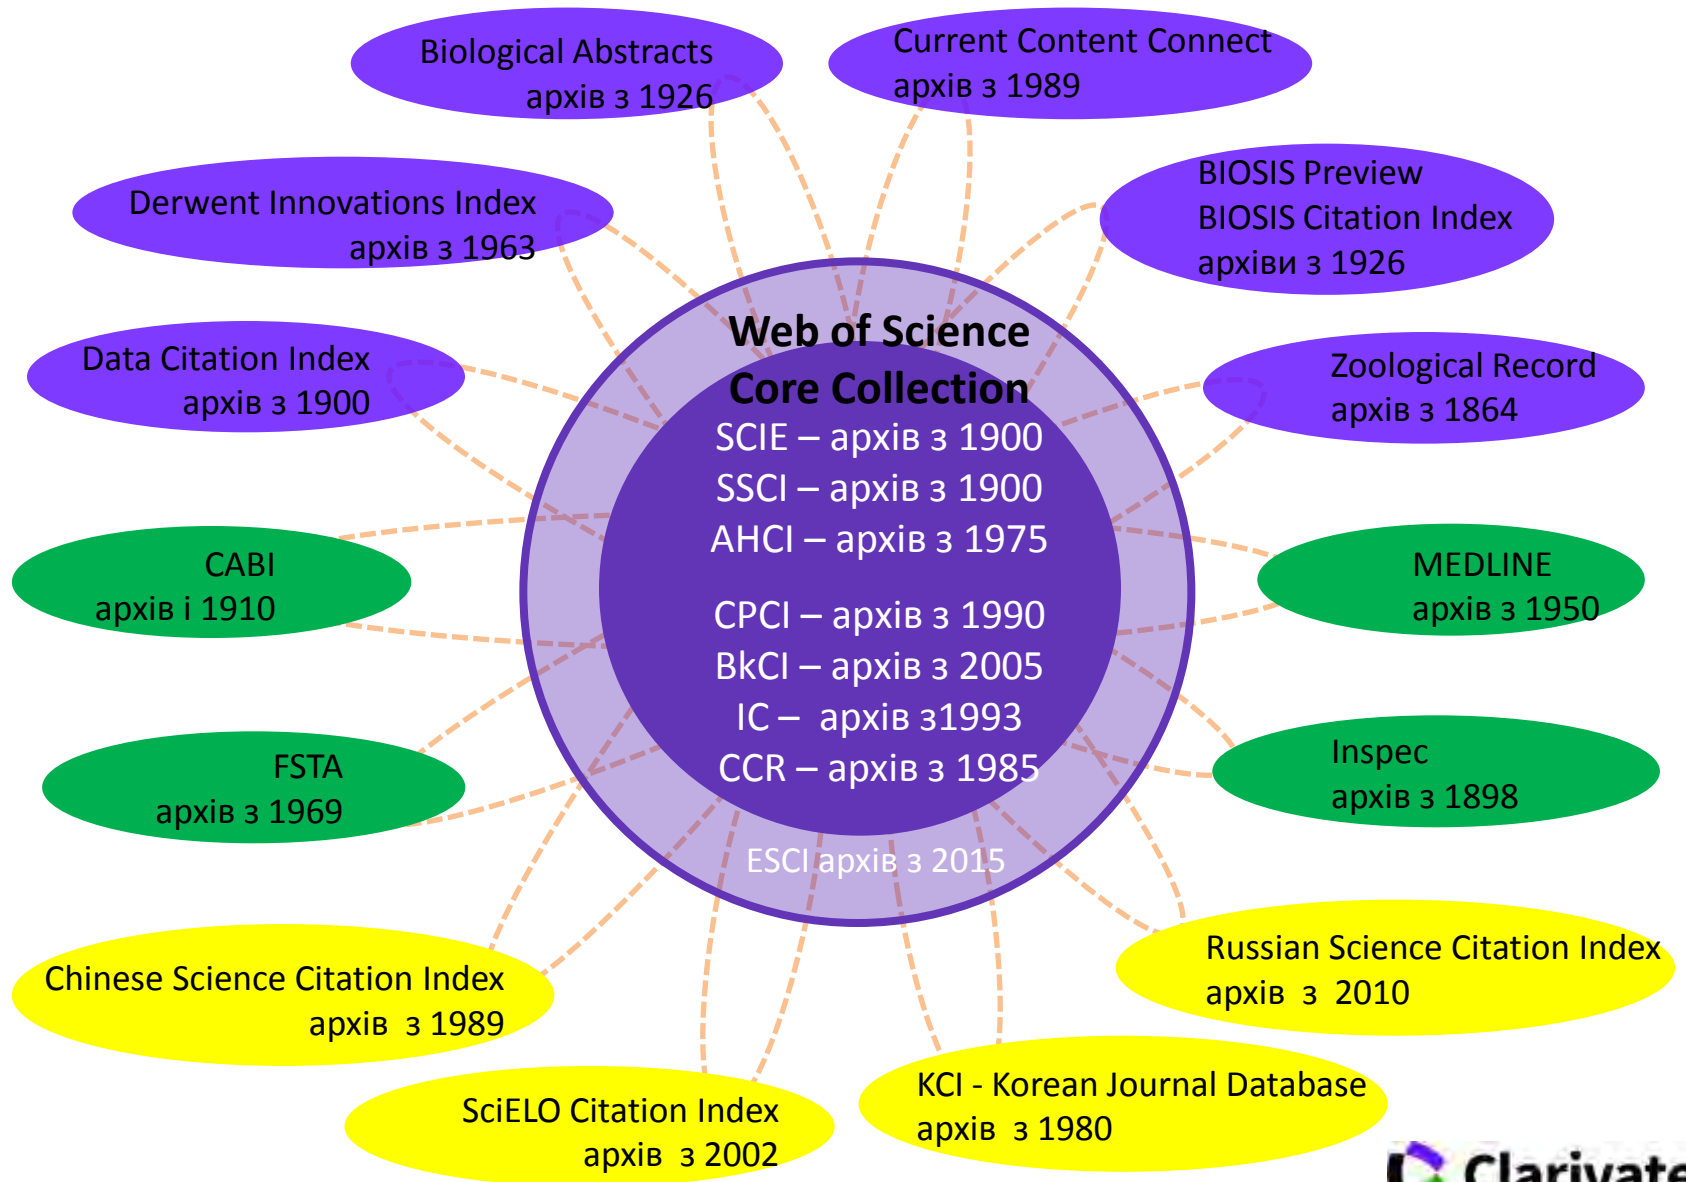 Biological Abstracts
архів з 1926
Current Content Connect
архів з 1989
Derwent Innovations Index
архів з 1963
BIOSIS Preview
BIOSIS Citation Index
архіви з 1926
Data Citation Index
архів з 1900
Zoological Record
архів з 1864
Web of Science
Core Collection
SCIE – архів з 1900
SSCI – архів з 1900
AHCI – архів з 1975
CPCI – архів з 1990
BkCI – архів з 2005
IC – архів з1993
CCR – архів з 1985
ESCI архів з 2015
CABI
архів і 1910
MEDLINE
архів з 1950
FSTA
архів з 1969
Inspec
архів з 1898
Chinese Science Citation Index
архів з 1989
Russian Science Citation Index
архів з 2010
SciELO Citation Index
архів з 2002
KCI - Korean Journal Database
архів з 1980
Clarivate